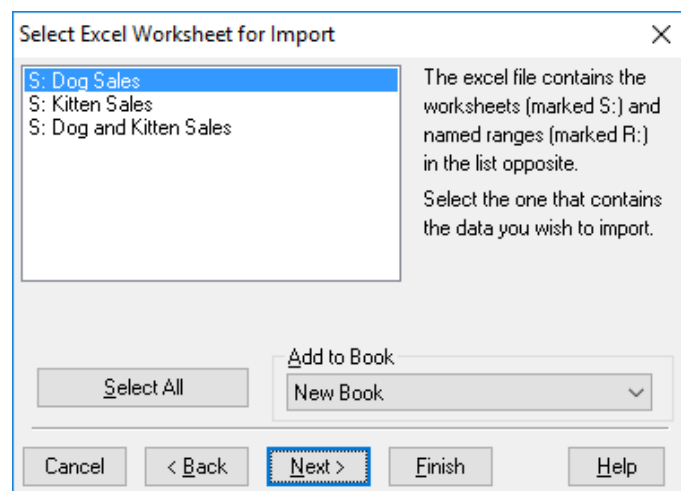 Select Excel Worksheet for Import
S: Dog Sales
S: Kitten Sales
S: Dog and Kitten Sales
The excel file contains the
worksheets (marked S:) and
named ranges (marked R:)
in the list opposite.
Select the one that contains
the data you wish to import.
Select All
Add to Book
New Book
Cancel
< Back
Next >
Finish
Help